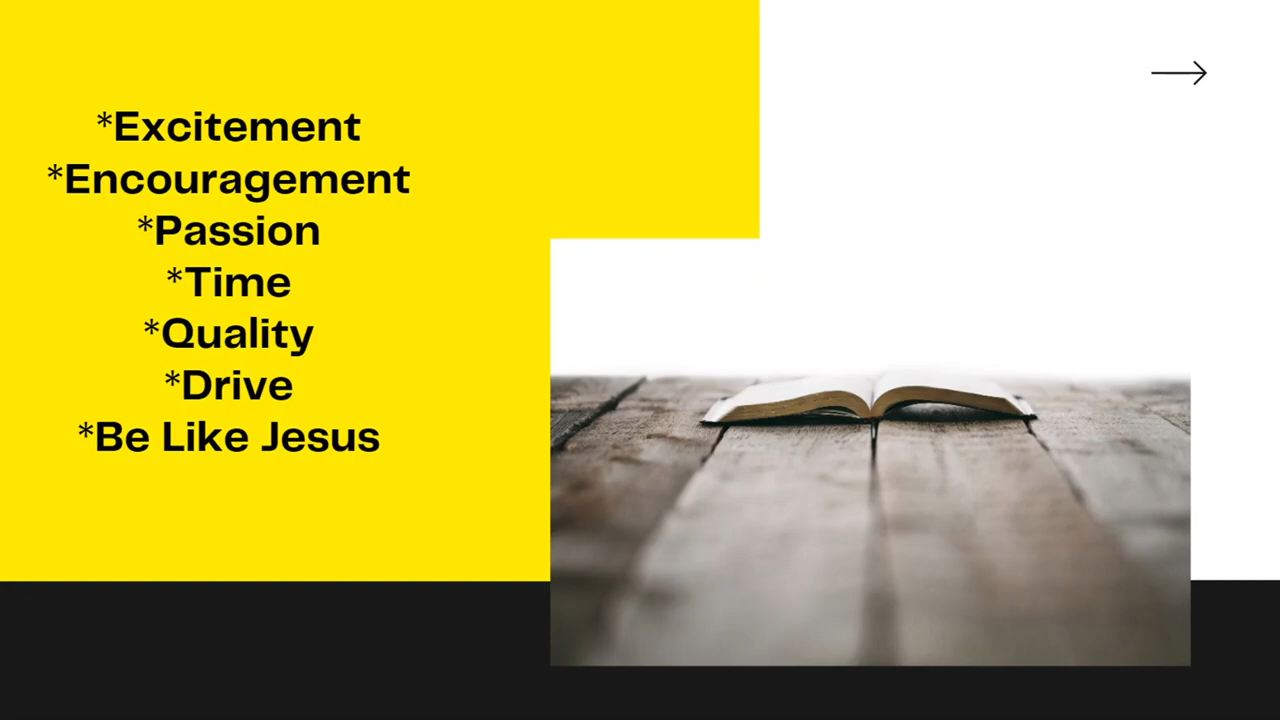 *Excitement
*Encouragement
*Passion
*Time
*Quality
*Drive
*Be Like Jesus